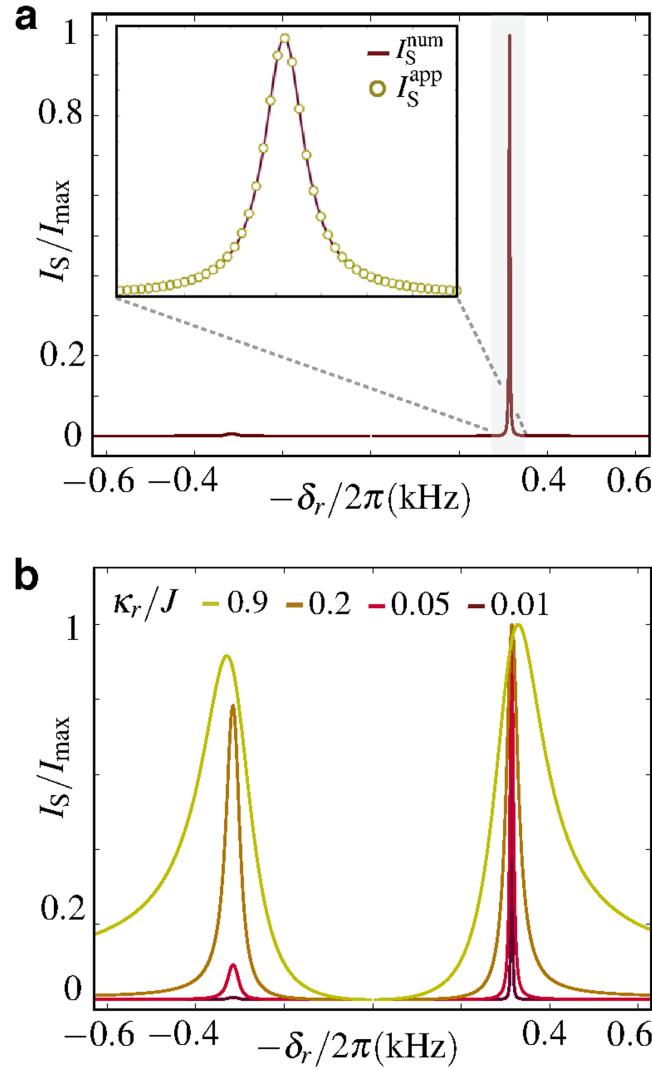 a
1
0.8
0.2
0
I_S/I_max
I_S^num
I_S^app
−0.6 −0.4 0.4 0.6
−δ_r/2π(kHz)
b
κ_r/J 0.9 0.2 0.05 0.01
1
0.2
0
I_S/I_max
−0.6 −0.4 0.4 0.6
−δ_r/2π(kHz)